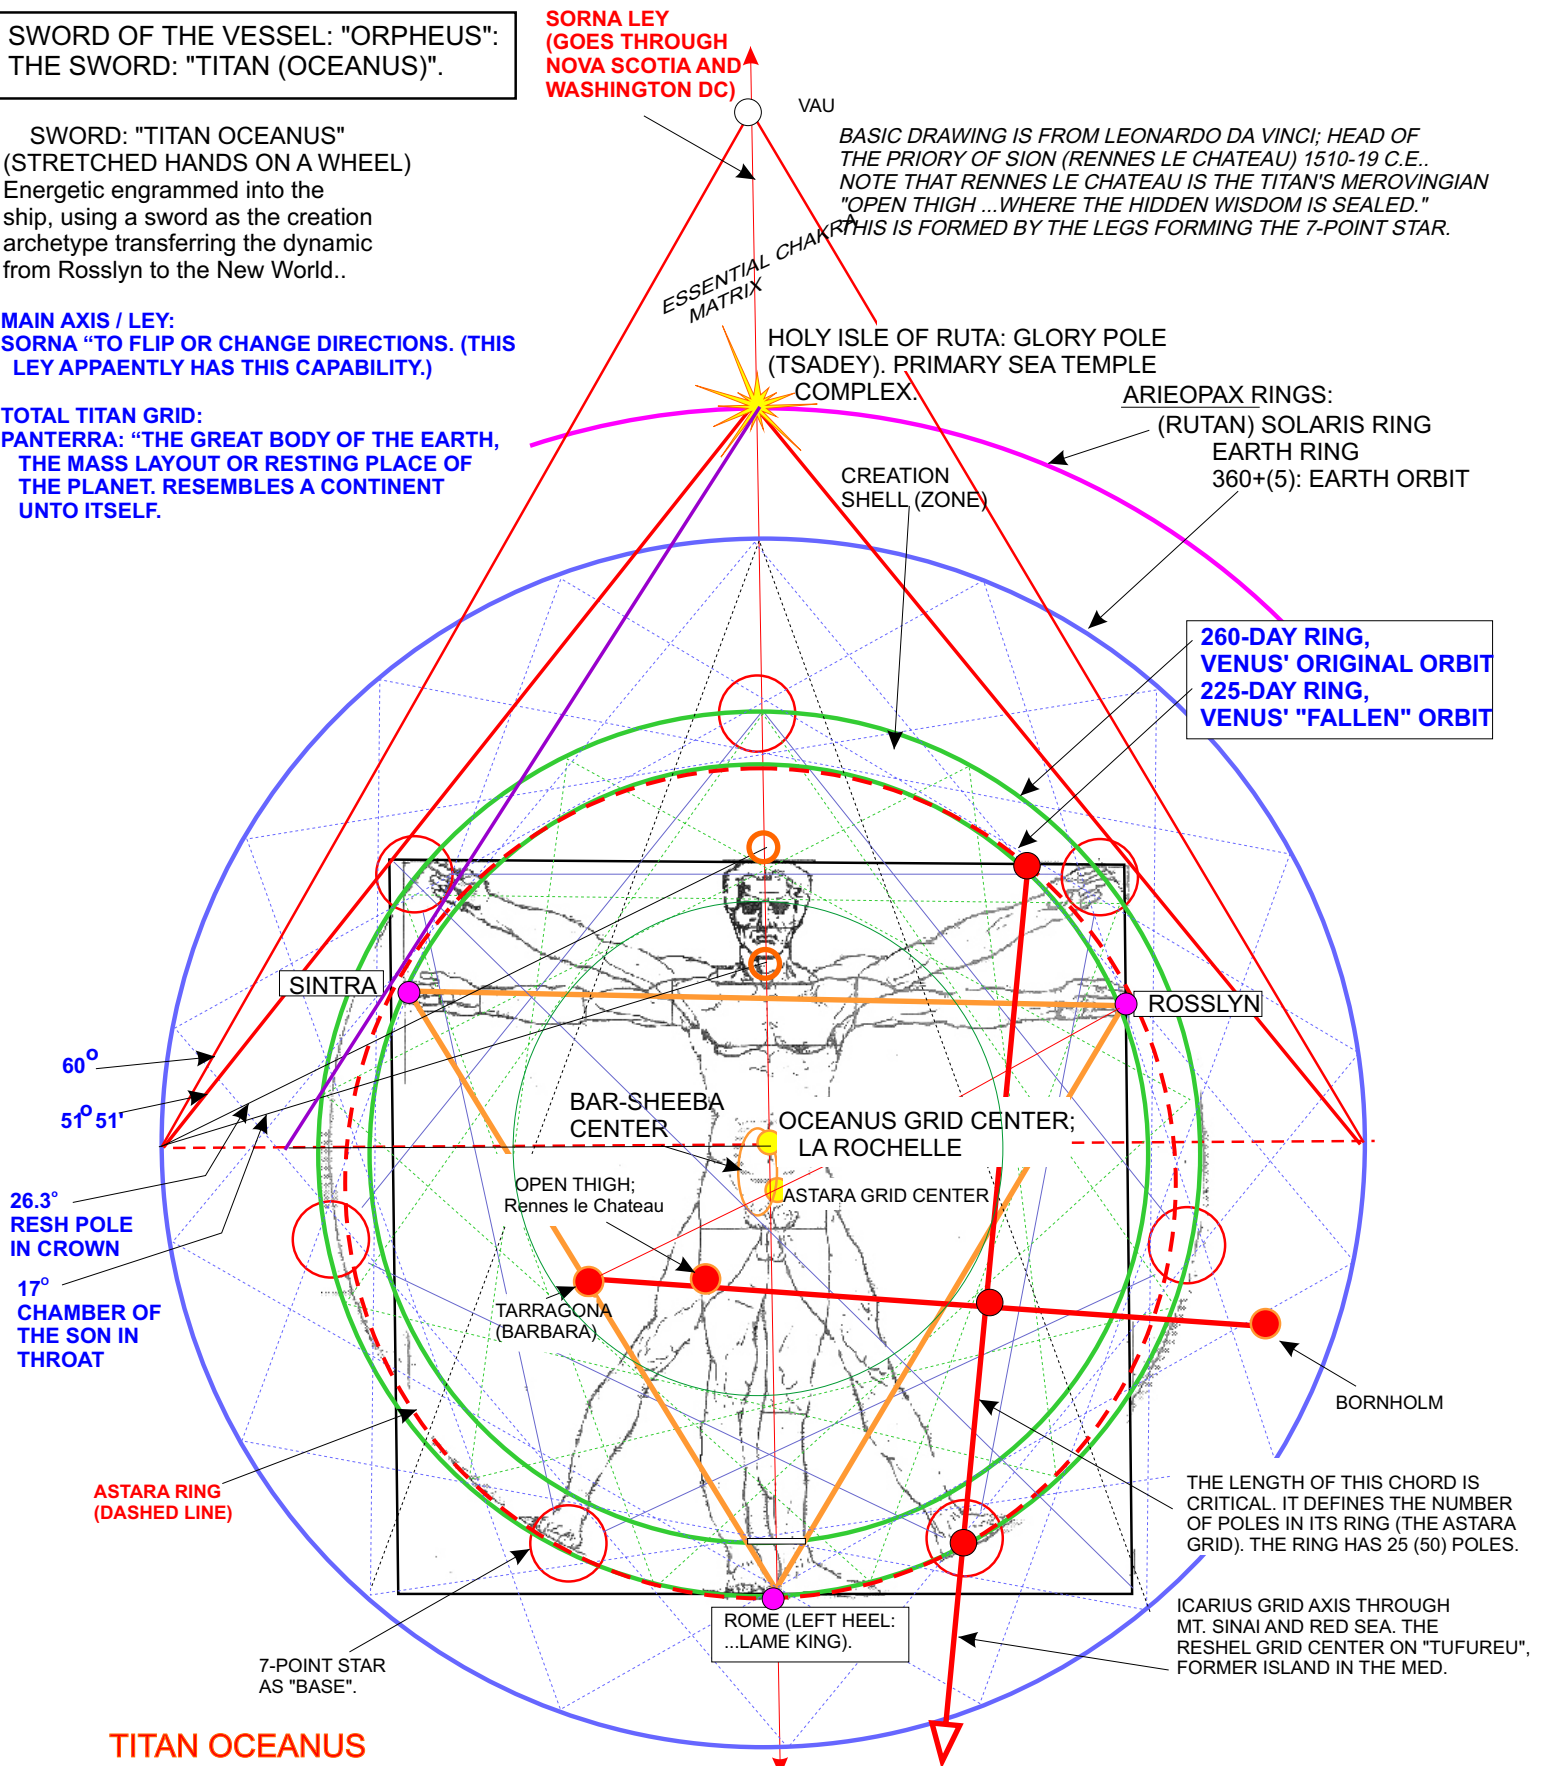 SWORD OF THE VESSEL: "ORPHEUS":
THE SWORD: "TITAN (OCEANUS)".
SORNA LEY
(GOES THROUGH
NOVA SCOTIA AND
WASHINGTON DC)
VAU
SWORD: "TITAN OCEANUS"
(STRETCHED HANDS ON A WHEEL)
Energetic engrammed into the
ship, using a sword as the creation
archetype transferring the dynamic
from Rosslyn to the New World..
BASIC DRAWING IS FROM LEONARDO DA VINCI; HEAD OF
THE PRIORY OF SION (RENNES LE CHATEAU) 1510-19 C.E..
NOTE THAT RENNES LE CHATEAU IS THE TITAN'S MEROVINGIAN
"OPEN THIGH ...WHERE THE HIDDEN WISDOM IS SEALED."
THIS IS FORMED BY THE LEGS FORMING THE 7-POINT STAR.
ESSENTIAL CHAKRA
MATRIX
MAIN AXIS / LEY:
SORNA “TO FLIP OR CHANGE DIRECTIONS. (THIS
LEY APPAENTLY HAS THIS CAPABILITY.)
TOTAL TITAN GRID:
PANTERRA: “THE GREAT BODY OF THE EARTH,
THE MASS LAYOUT OR RESTING PLACE OF
THE PLANET. RESEMBLES A CONTINENT
UNTO ITSELF.
HOLY ISLE OF RUTA: GLORY POLE
(TSADEY). PRIMARY SEA TEMPLE
COMPLEX.
ARIEOPAX RINGS:
(RUTAN) SOLARIS RING
EARTH RING
360+(5): EARTH ORBIT
CREATION
SHELL (ZONE)
260-DAY RING,
VENUS' ORIGINAL ORBIT
225-DAY RING,
VENUS' "FALLEN" ORBIT
SINTRA
ROSSLYN
60°
51° 51'
BAR-SHEEBA
CENTER
OCEANUS GRID CENTER;
LA ROCHELLE
OPEN THIGH;
Rennes le Chateau
ASTARA GRID CENTER
26.3°
RESH POLE
IN CROWN
17°
CHAMBER OF
THE SON IN
THROAT
TARRAGONA
(BARBARA)
BORNHOLM
ASTARA RING
(DASHED LINE)
THE LENGTH OF THIS CHORD IS
CRITICAL. IT DEFINES THE NUMBER
OF POLES IN ITS RING (THE ASTARA
GRID). THE RING HAS 25 (50) POLES.
ROME (LEFT HEEL:
...LAME KING).
ICARIUS GRID AXIS THROUGH
MT. SINAI AND RED SEA. THE
RESHEL GRID CENTER ON "TUFUREU",
FORMER ISLAND IN THE MED.
7-POINT STAR
AS "BASE".
TITAN OCEANUS